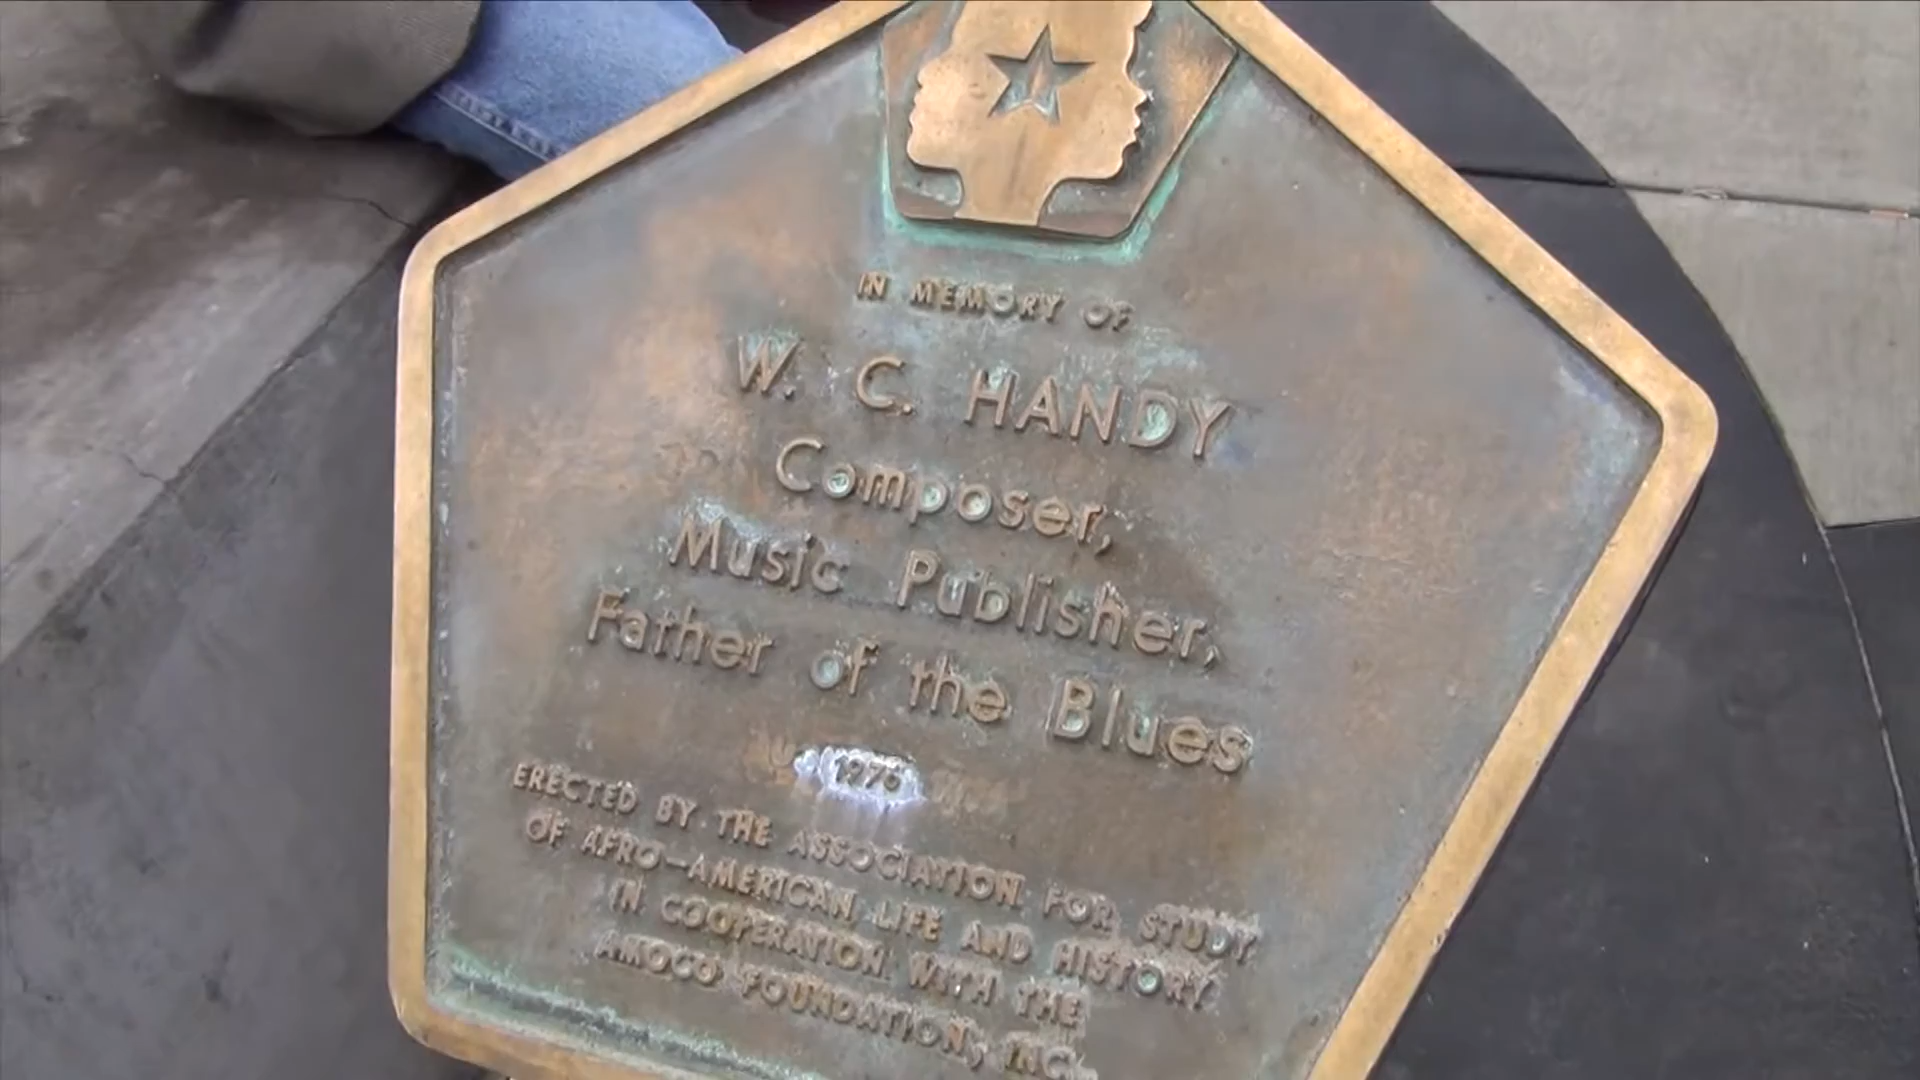 IN MEMORY OF
W. C. HANDY
Composer,
Music Publisher,
Father of the Blues
1976
ERECTED BY THE ASSOCIATION FOR STUDY
OF AFRO-AMERICAN LIFE AND HISTORY
IN COOPERATION WITH THE
AMOCO FOUNDATION, INC.